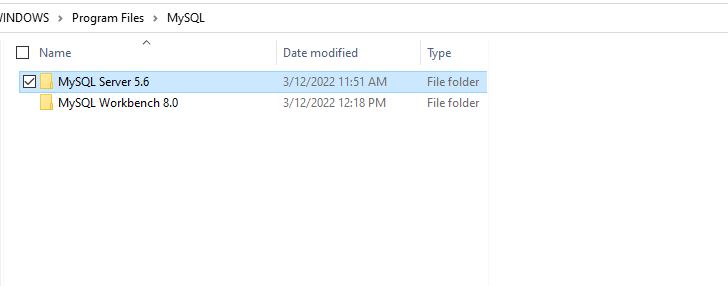 WINDOWS > Program Files > MySQL
Name Date modified Type
MySQL Server 5.6 3/12/2022 11:51 AM File folder
MySQL Workbench 8.0 3/12/2022 12:18 PM File folder